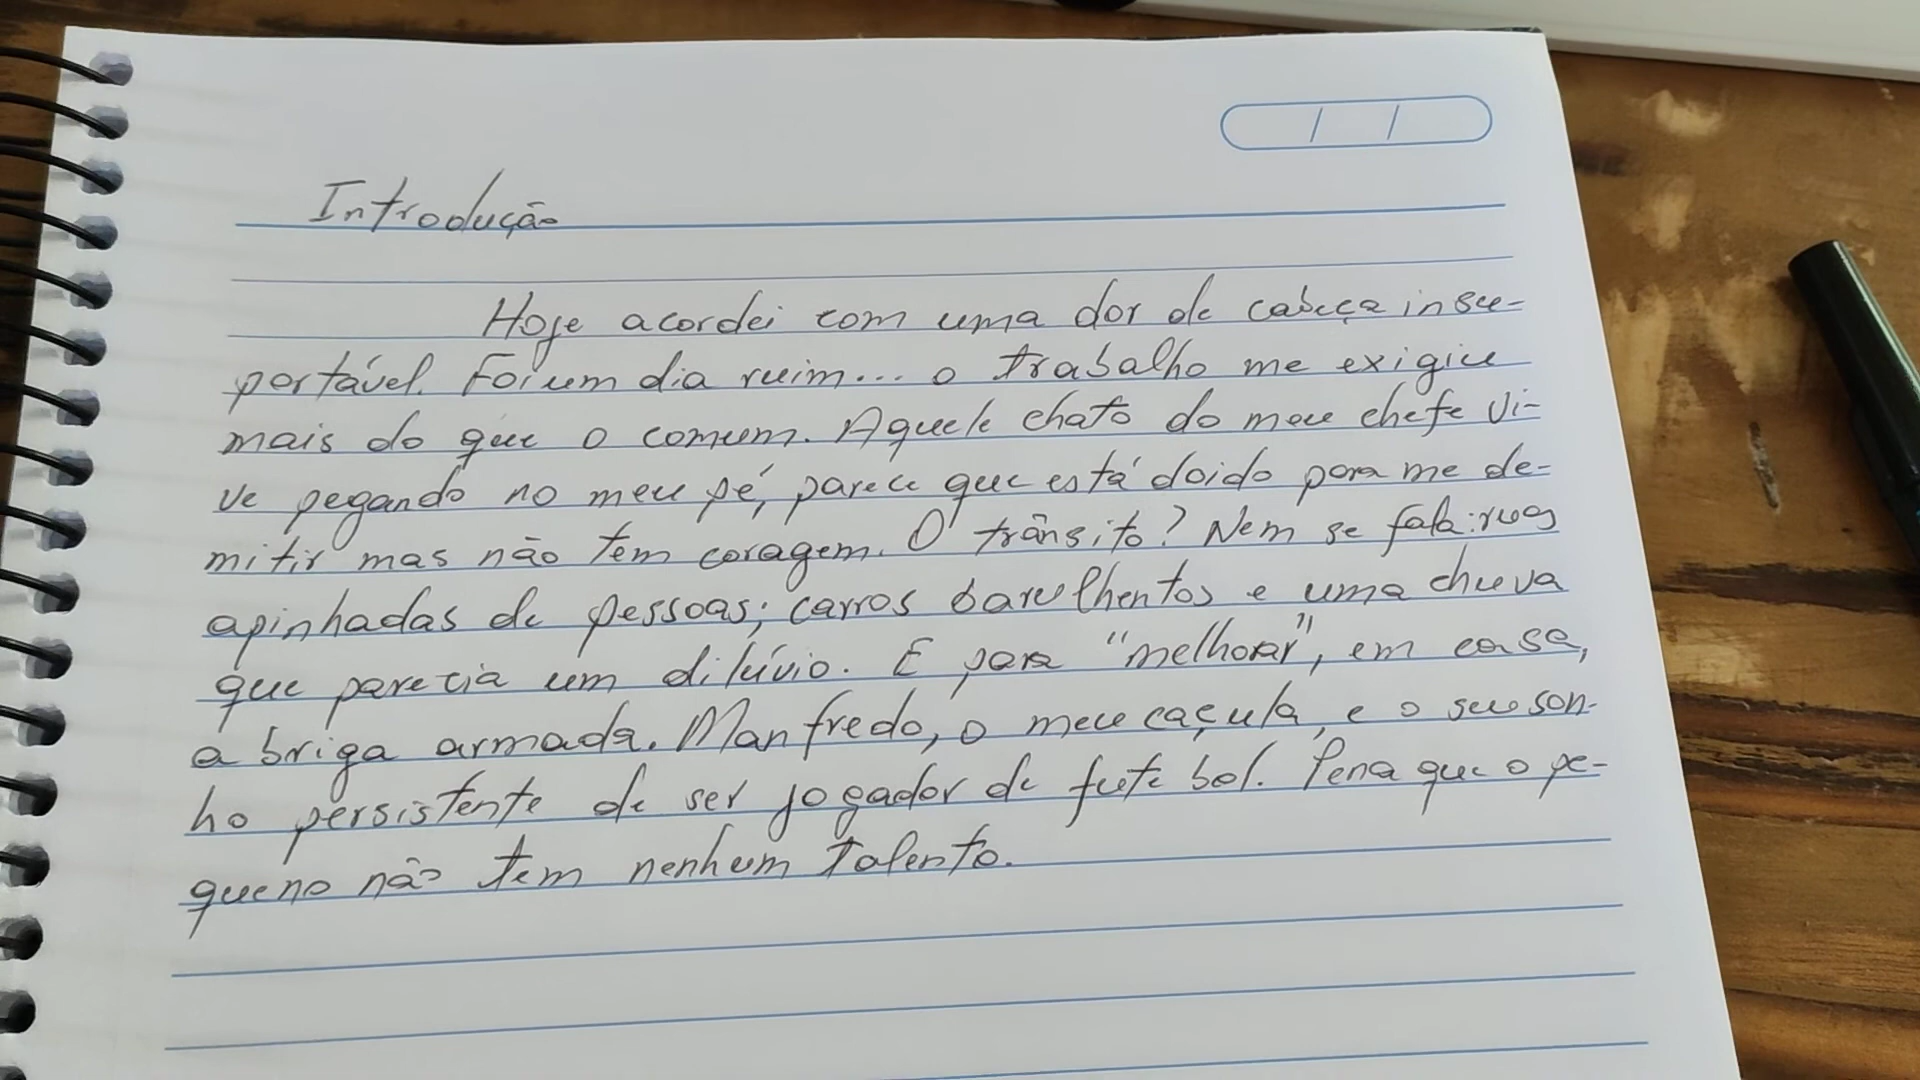 Introdução
Hoje acordei com uma dor de cabeça insu-
portável. Foi um dia ruim... o trabalho me exigiu
mais do que o comum. Aquele chato do meu chefe vi-
ve pegando no meu pé, parece que está doido para me de-
mitir mas não tem coragem. O trânsito? Nem se fala: ruas
apinhadas de pessoas; carros barulhentos e uma chuva
que parecia um dilúvio. E para "melhorar", em casa,
a briga armada. Manfredo, o meu caçula, e o seu son-
ho persistente de ser jogador de futebol. Pena que o pe-
queno não tem nenhum talento.